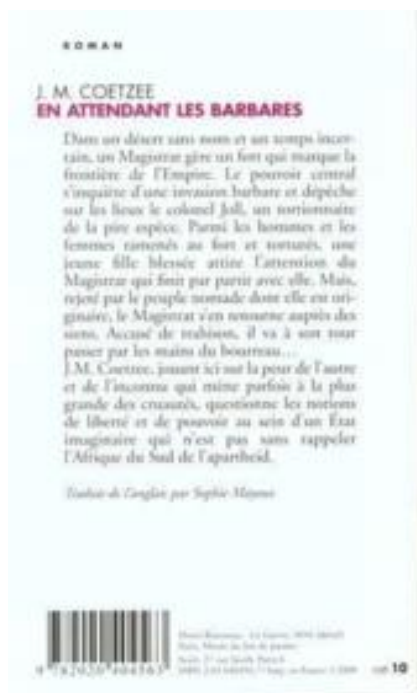 ROMAN
J. M. COETZEE
EN ATTENDANT LES BARBARES
Dans un désert sans nom et un temps incer-
tain, un Magistrat gère un fort qui marque la
frontière de l'Empire. Le pouvoir central
s'inquiète d'une invasion barbare et dépêche
sur les lieux le colonel Joll, un tortionnaire
de la pire espèce. Parmi les hommes et les
femmes ramenés au fort et torturés, une
jeune fille blessée attire l'attention du
Magistrat qui finit par partir avec elle. Mais,
rejeté par le peuple nomade dont elle est ori-
ginaire, le Magistrat s'en retourne auprès des
siens. Accusé de trahison, il va à son tour
passer par les mains du bourreau…
J.M. Coetzee, jouant ici sur la peur de l'autre
et de l'inconnu qui mène parfois à la plus
grande des cruautés, questionne les notions
de liberté et de pouvoir au sein d'un État
imaginaire qui n'est pas sans rappeler
l'Afrique du Sud de l'apartheid.
Traduit de l'anglais par Sophie Mayoux
10